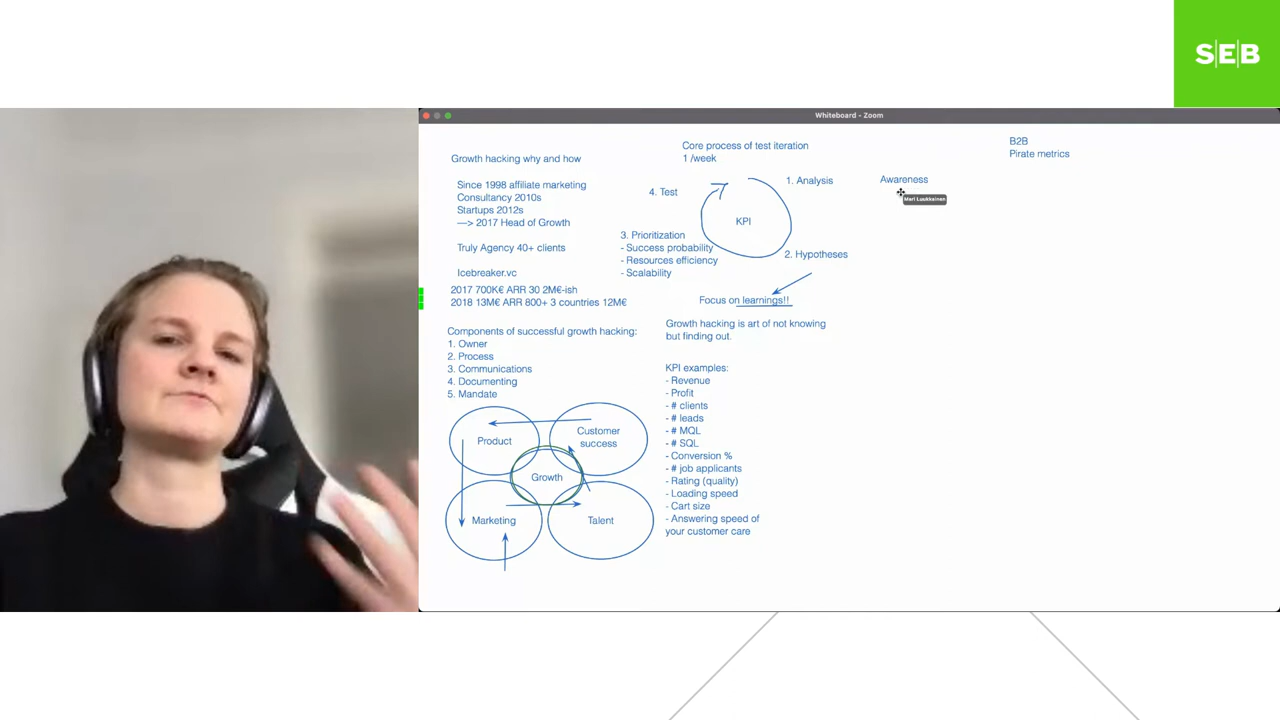 S|E|B
Whiteboard - Zoom
Growth hacking why and how
Since 1998 affiliate marketing
Consultancy 2010s
Startups 2012s
—> 2017 Head of Growth
Truly Agency 40+ clients
Icebreaker.vc
2017 700K€ ARR 30 2M€-ish
2018 13M€ ARR 800+ 3 countries 12M€
Components of successful growth hacking:
1. Owner
2. Process
3. Communications
4. Documenting
5. Mandate
Product
Customer
success
Growth
Marketing
Talent
Core process of test iteration
1 /week
4. Test
1. Analysis
KPI
3. Prioritization
- Success probability
- Resources efficiency
- Scalability
2. Hypotheses
Focus on learnings!!
Growth hacking is art of not knowing
but finding out.
KPI examples:
- Revenue
- Profit
- # clients
- # leads
- # MQL
- # SQL
- Conversion %
- # job applicants
- Rating (quality)
- Loading speed
- Cart size
- Answering speed of
your customer care
Awareness
Mari Luukkainen
B2B
Pirate metrics